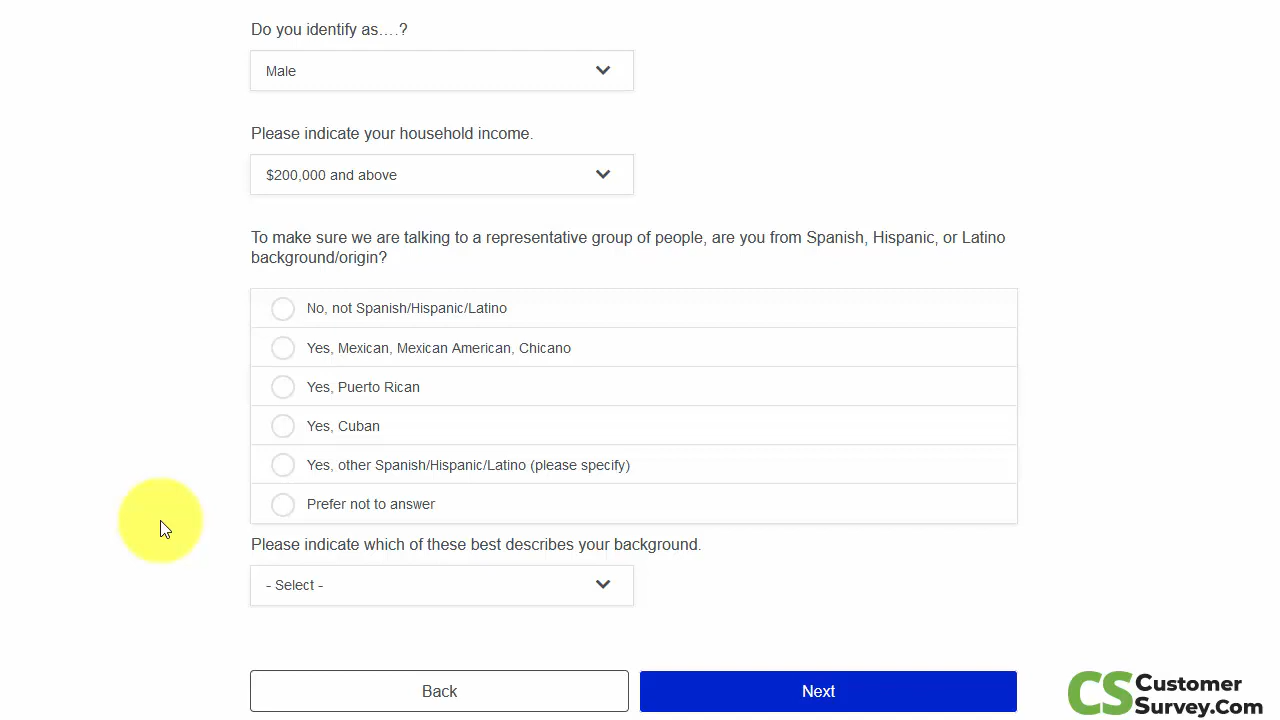 Do you identify as....?
Male
Please indicate your household income.
$200,000 and above
To make sure we are talking to a representative group of people, are you from Spanish, Hispanic, or Latino
background/origin?
No, not Spanish/Hispanic/Latino
Yes, Mexican, Mexican American, Chicano
Yes, Puerto Rican
Yes, Cuban
Yes, other Spanish/Hispanic/Latino (please specify)
Prefer not to answer
Please indicate which of these best describes your background.
- Select -
Back
Next
CS Customer
Survey.Com